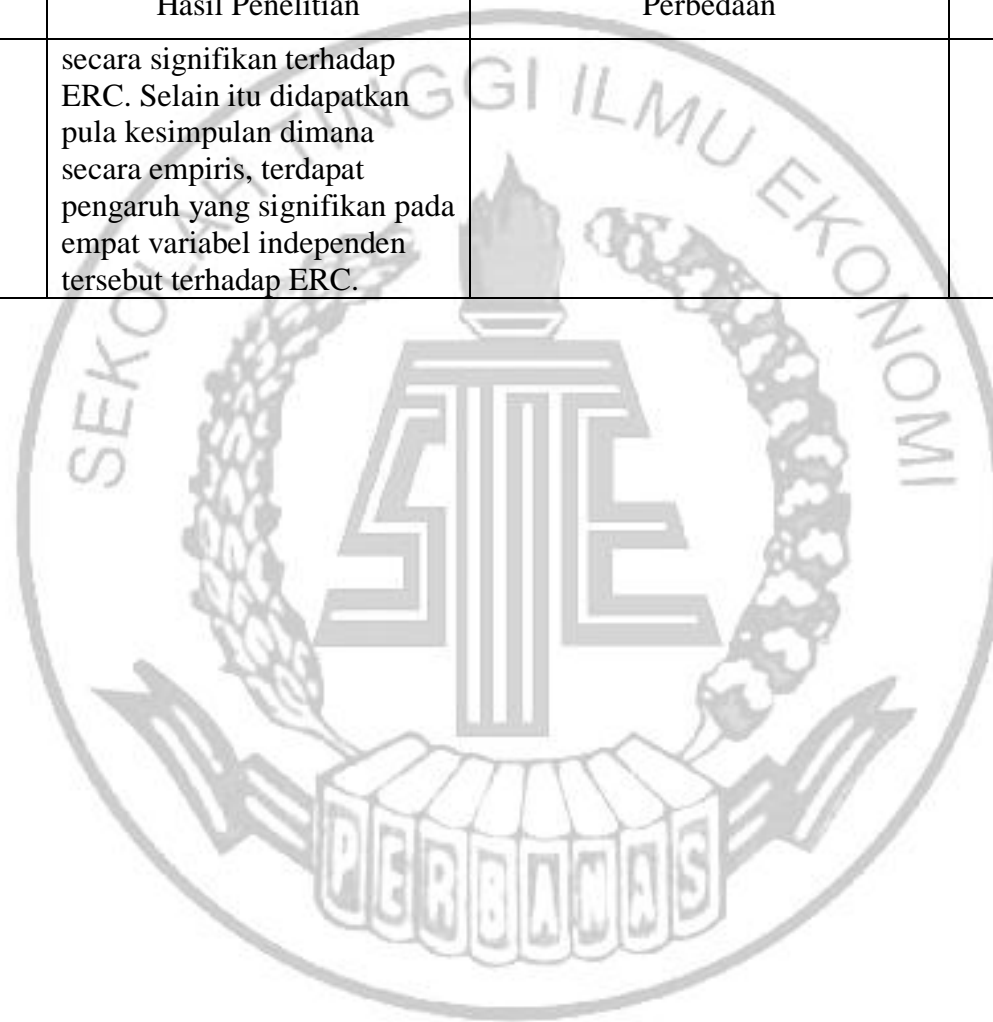 Hasil Penelitian
Perbedaan
secara signifikan terhadap
ERC. Selain itu didapatkan
pula kesimpulan dimana
secara empiris, terdapat
pengaruh yang signifikan pada
empat variabel independen
tersebut terhadap ERC.
SEKOLAH TINGGI ILMU EKONOMI
STIE
PERBANAS